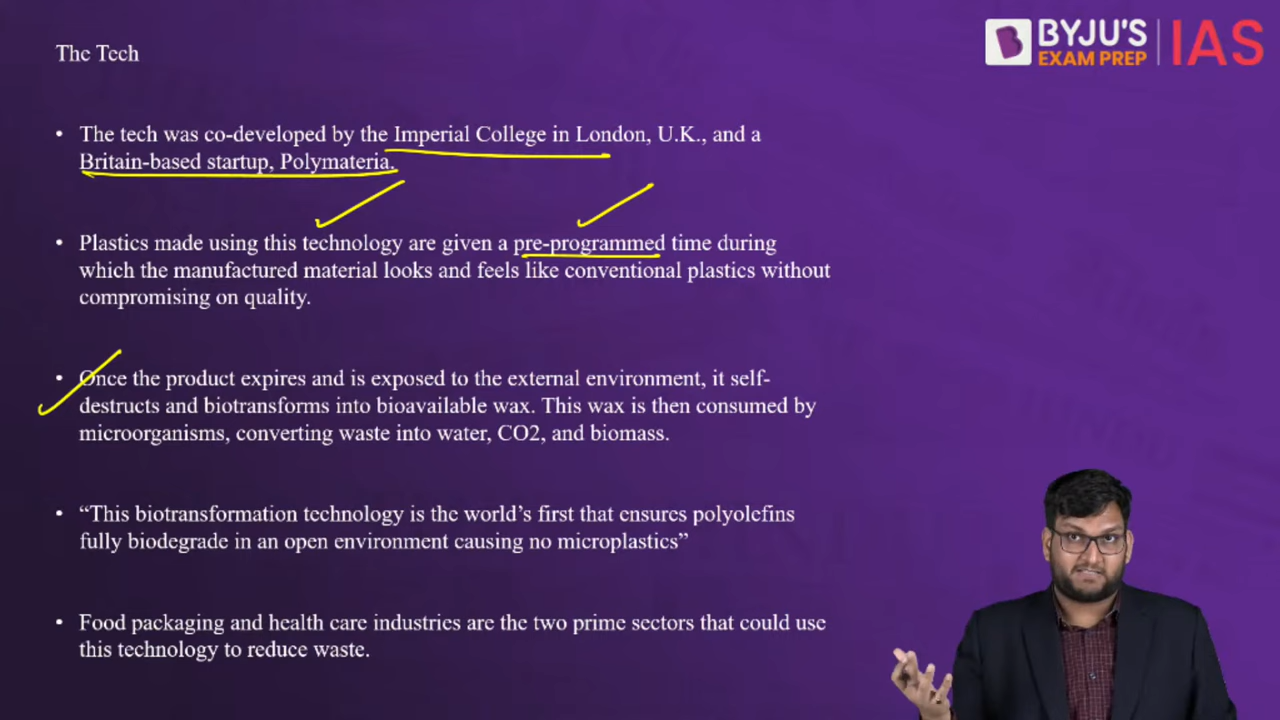 The Tech
BYJU'S
EXAM PREP
IAS
• The tech was co-developed by the Imperial College in London, U.K., and a
Britain-based startup, Polymateria.
• Plastics made using this technology are given a pre-programmed time during
which the manufactured material looks and feels like conventional plastics without
compromising on quality.
• Once the product expires and is exposed to the external environment, it self-
destructs and biotransforms into bioavailable wax. This wax is then consumed by
microorganisms, converting waste into water, CO2, and biomass.
• “This biotransformation technology is the world’s first that ensures polyolefins
fully biodegrade in an open environment causing no microplastics”
• Food packaging and health care industries are the two prime sectors that could use
this technology to reduce waste.